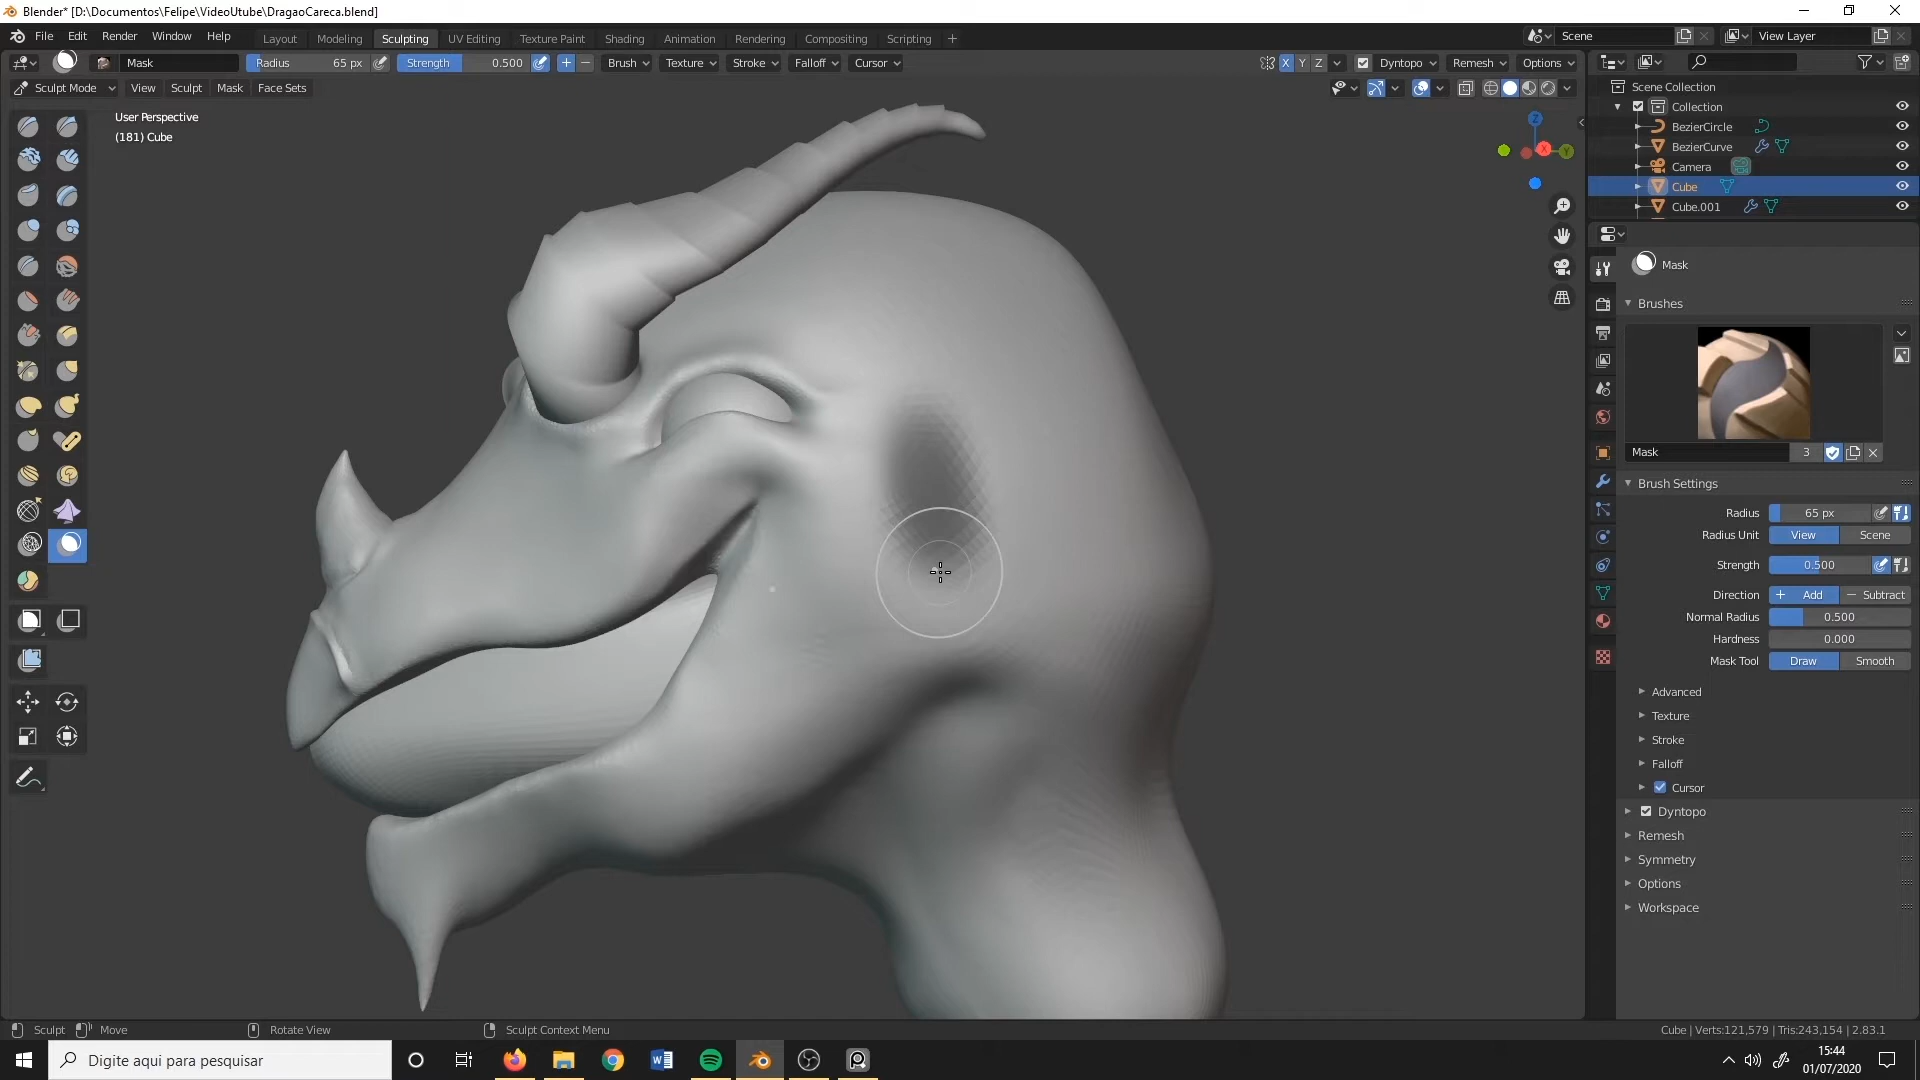 Blender* [D:\Documentos\Felipe\VideoUtube\DragaoCareca.blend]
File Edit Render Window Help Layout Modeling Sculpting UV Editing Texture Paint Shading Animation Rendering Compositing Scripting + Scene View Layer
Mask Radius 65 px Strength 0.500 + − Brush Texture Stroke Falloff Cursor X Y Z Dyntopo Remesh Options
Sculpt Mode View Sculpt Mask Face Sets
User Perspective
(181) Cube
Z
X
Y
Scene Collection
Collection
BezierCircle
BezierCurve
Camera
Cube
Cube.001
Mask
Brushes
Mask 3
Brush Settings
Radius 65 px
Radius Unit View Scene
Strength 0.500
Direction + Add − Subtract
Normal Radius 0.500
Hardness 0.000
Mask Tool Draw Smooth
Advanced
Texture
Stroke
Falloff
Cursor
Dyntopo
Remesh
Symmetry
Options
Workspace
Sculpt Move Rotate View Sculpt Context Menu Cube | Verts:121,579 | Tris:243,154 | 2.83.1
Digite aqui para pesquisar
15:44
01/07/2020